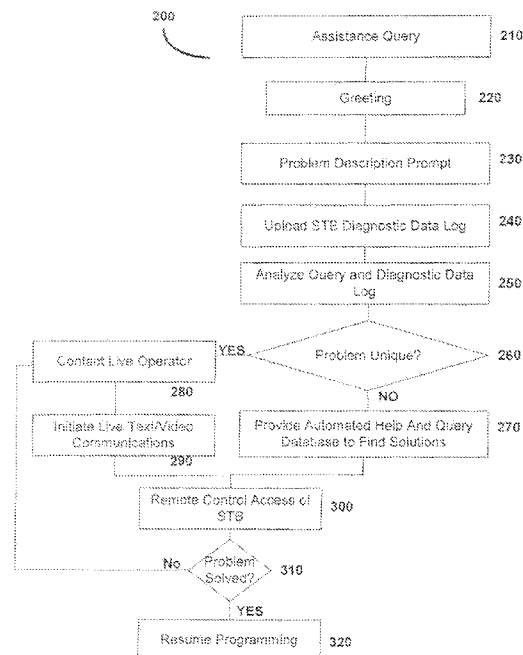 200
Assistance Query
210
Greeting
220
Problem Description Prompt
230
Upload STB Diagnostic Data Log
240
Analyze Query and Diagnostic Data
Log
250
Problem Unique?
260
YES
NO
Contact Live Operator
280
Initiate Live Text/Video
Communications
290
Provide Automated Help And Query
Database to Find Solutions
270
Remote Control Access of
STB
300
Problem
Solved?
310
No
YES
Resume Programming
320